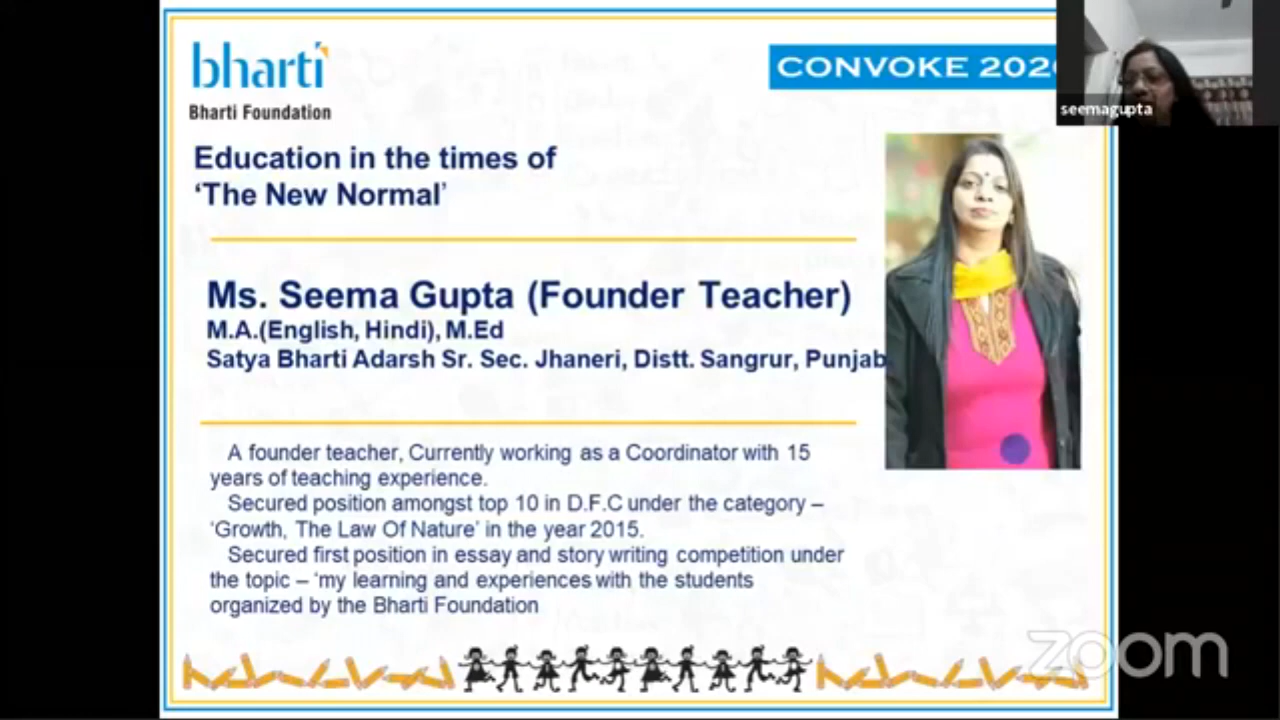 bharti
Bharti Foundation
CONVOKE 202
seemagupta
Education in the times of
‘The New Normal’
Ms. Seema Gupta (Founder Teacher)
M.A.(English, Hindi), M.Ed
Satya Bharti Adarsh Sr. Sec. Jhaneri, Distt. Sangrur, Punjab.
A founder teacher, Currently working as a Coordinator with 15
years of teaching experience.
Secured position amongst top 10 in D.F.C under the category –
‘Growth, The Law Of Nature’ in the year 2015.
Secured first position in essay and story writing competition under
the topic – ‘my learning and experiences with the students
organized by the Bharti Foundation
zoom